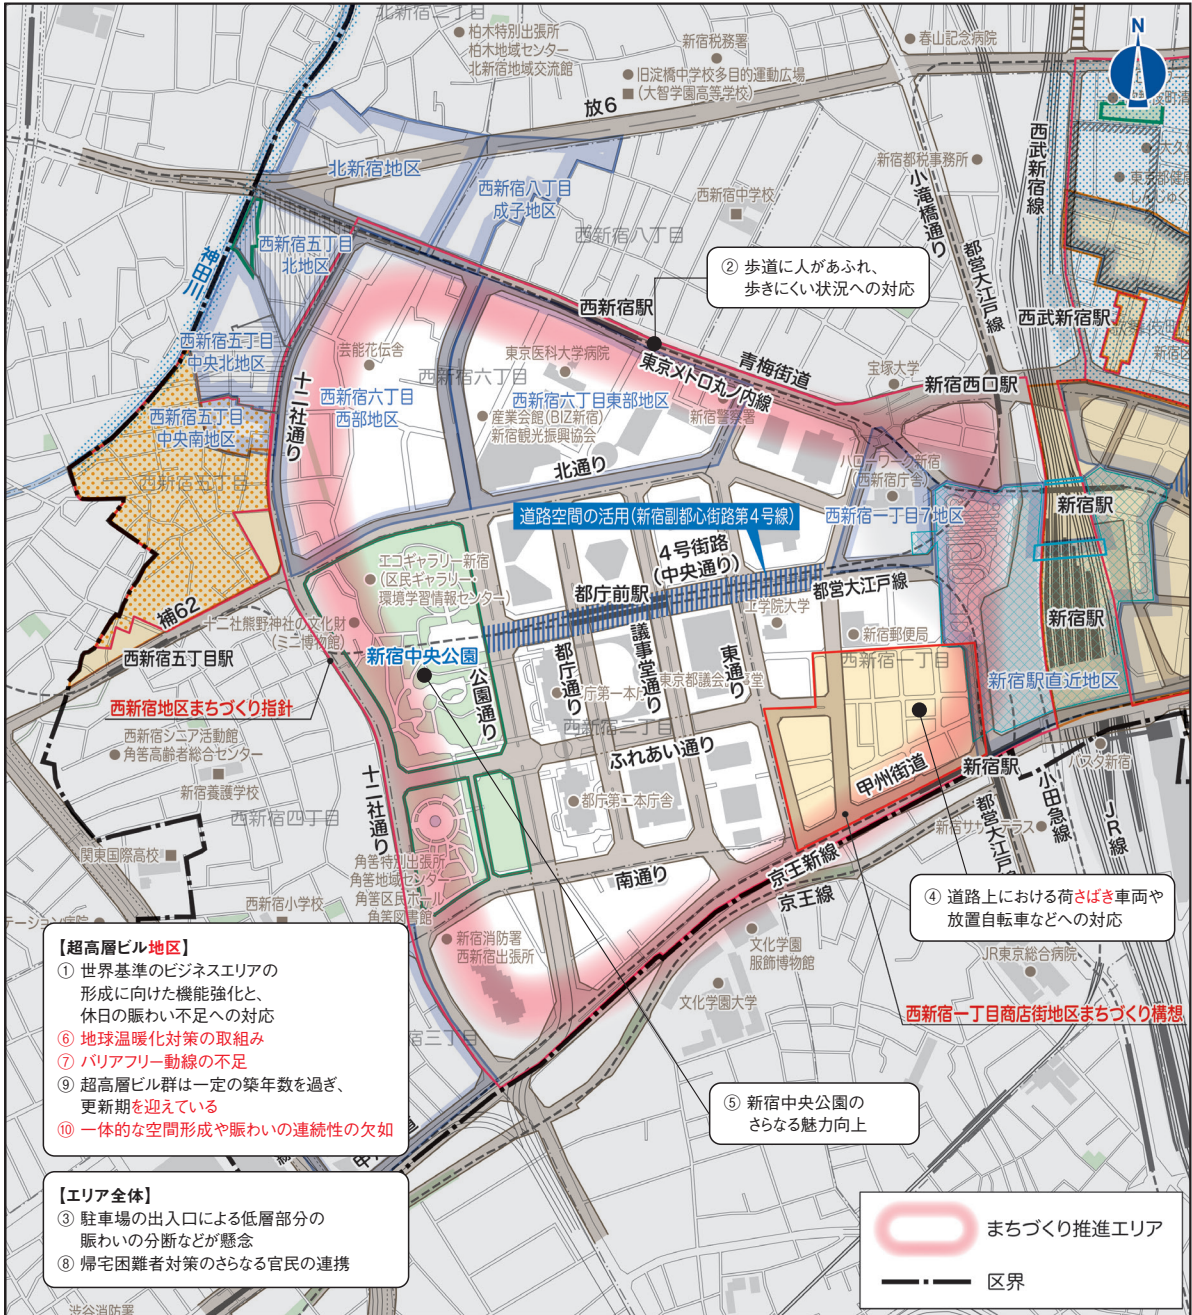 北新宿二丁目
柏木特別出張所
柏木地域センター
北新宿地域交流館
新宿税務署
春山記念病院
旧淀橋中学校多目的運動広場
(大智学園高等学校)
放6
N
西武新宿線
新宿都税事務所
小滝橋通り
北新宿地区
西新宿八丁目
成子地区
西新宿中学校
西新宿八丁目
都営大江戸線
神田川
西新宿五丁目
北地区
② 歩道に人があふれ、
歩きにくい状況への対応
西新宿駅
西武新宿駅
西新宿五丁目
中央北地区
芸能花伝舎
東京医科大学病院
西新宿六丁目
東京メトロ丸ノ内線
青梅街道
宝塚大学
新宿西口駅
十二社通り
西新宿六丁目
西部地区
西新宿六丁目東部地区
産業会館(BIZ新宿)
新宿観光振興協会
新宿警察署
西新宿五丁目
中央南地区
西新宿五丁目
北通り
ハローワーク新宿
(西新宿庁舎)
西新宿一丁目7地区
新宿駅
道路空間の活用(新宿副都心街路第4号線)
4号街路
(中央通り)
エコギャラリー新宿
(区民ギャラリー・
環境学習情報センター)
都庁前駅
都営大江戸線
工学院大学
補62
十二社熊野神社の文化財
(ミニ博物館)
新宿郵便局
新宿駅
西新宿五丁目駅
新宿中央公園
公園通り
都庁通り
議事堂通り
東通り
西新宿一丁目
都庁第一本庁舎
東京都議会議事堂
新宿駅直近地区
西新宿地区まちづくり指針
西新宿二丁目
西新宿シニア活動館
角筈高齢者総合センター
ふれあい通り
甲州街道
新宿駅
バスタ新宿
新宿養護学校
西新宿四丁目
十二社通り
都庁第二本庁舎
小田急線
JR線
都営大江戸線
新宿サザンテラス
関東国際高校
角筈特別出張所
角筈地域センター
角筈区民ホール
角筈図書館
南通り
京王新線
京王線
西新宿小学校
④ 道路上における荷さばき車両や
放置自転車などへの対応
新宿消防署
西新宿出張所
文化学園
服飾博物館
JR東京総合病院
文化学園大学
西新宿一丁目商店街地区まちづくり構想
【超高層ビル地区】
① 世界基準のビジネスエリアの
形成に向けた機能強化と、
休日の賑わい不足への対応
⑥ 地球温暖化対策の取組み
⑦ バリアフリー動線の不足
⑨ 超高層ビル群は一定の築年数を過ぎ、
更新期を迎えている
⑩ 一体的な空間形成や賑わいの連続性の欠如
⑤ 新宿中央公園の
さらなる魅力向上
【エリア全体】
③ 駐車場の出入口による低層部分の
賑わいの分断などが懸念
⑧ 帰宅困難者対策のさらなる官民の連携
まちづくり推進エリア
区界
渋谷消防署